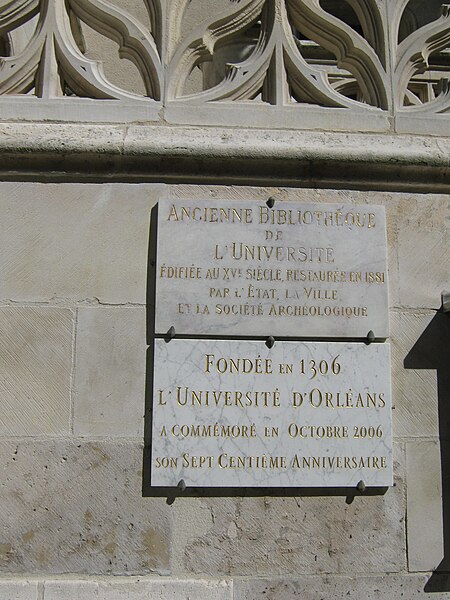 ANCIENNE BIBLIOTHÈQUE
DE
L'UNIVERSITÉ
ÉDIFIÉE AU XVE SIÈCLE, RESTAURÉE EN 1881
PAR L'ÉTAT, LA VILLE
ET LA SOCIÉTÉ ARCHÉOLOGIQUE
FONDÉE EN 1306
L'UNIVERSITÉ D'ORLÉANS
A COMMÉMORÉ EN OCTOBRE 2006
SON SEPT CENTIÈME ANNIVERSAIRE